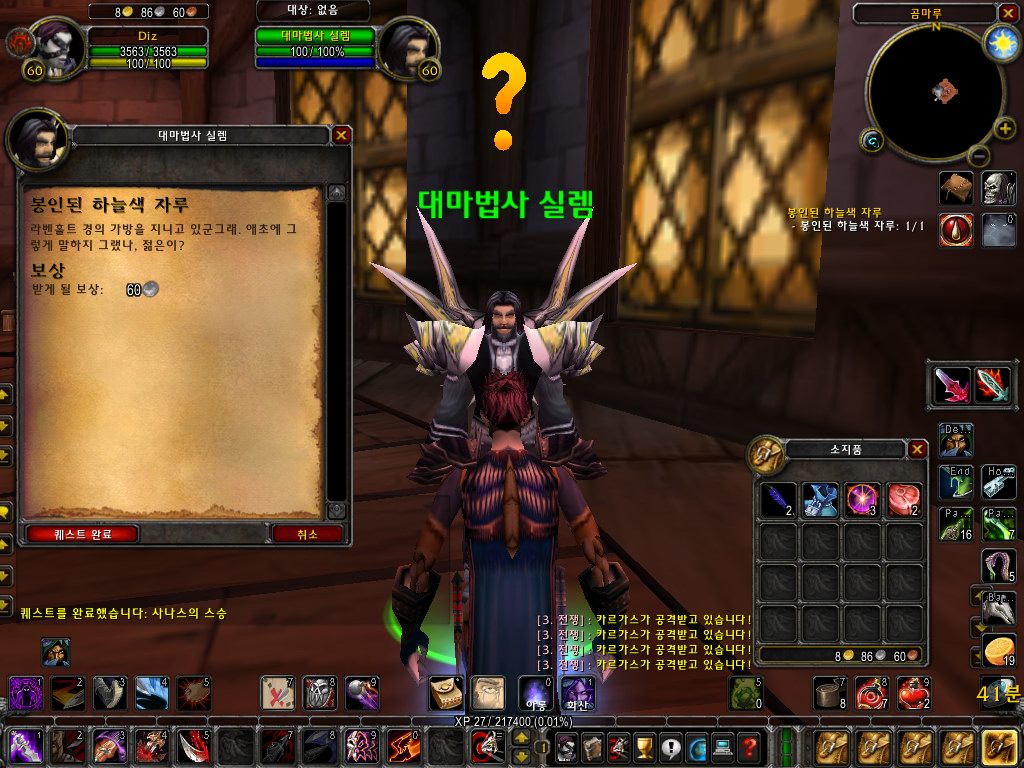 8 86 60
대상: 없음
곰마루
N
Diz
3563 / 3563
100 / 100
60
대마법사 실렘
100 / 100%
60
대마법사 실렘
봉인된 하늘색 자루
라벤홀트 경의 가방을 지니고 있군그래. 애초에 그
렇게 말하지 그랬나, 젊은이?
보상
받게 될 보상: 60
퀘스트 완료
취소
대마법사 실렘
봉인된 하늘색 자루
- 봉인된 하늘색 자루: 1/1
0
소지품
2
3
2
8 86 60
De...
End
Ho...
Pa...
16
Pa...
7
5
Ba...
19
41분
퀘스트를 완료했습니다: 사나스의 스승
[3. 전쟁] : 카르가스가 공격받고 있습니다!
[3. 전쟁] : 카르가스가 공격받고 있습니다!
[3. 전쟁] : 카르가스가 공격받고 있습니다!
[3. 전쟁] : 카르가스가 공격받고 있습니다!
XP 27 / 217400 (0.01%)